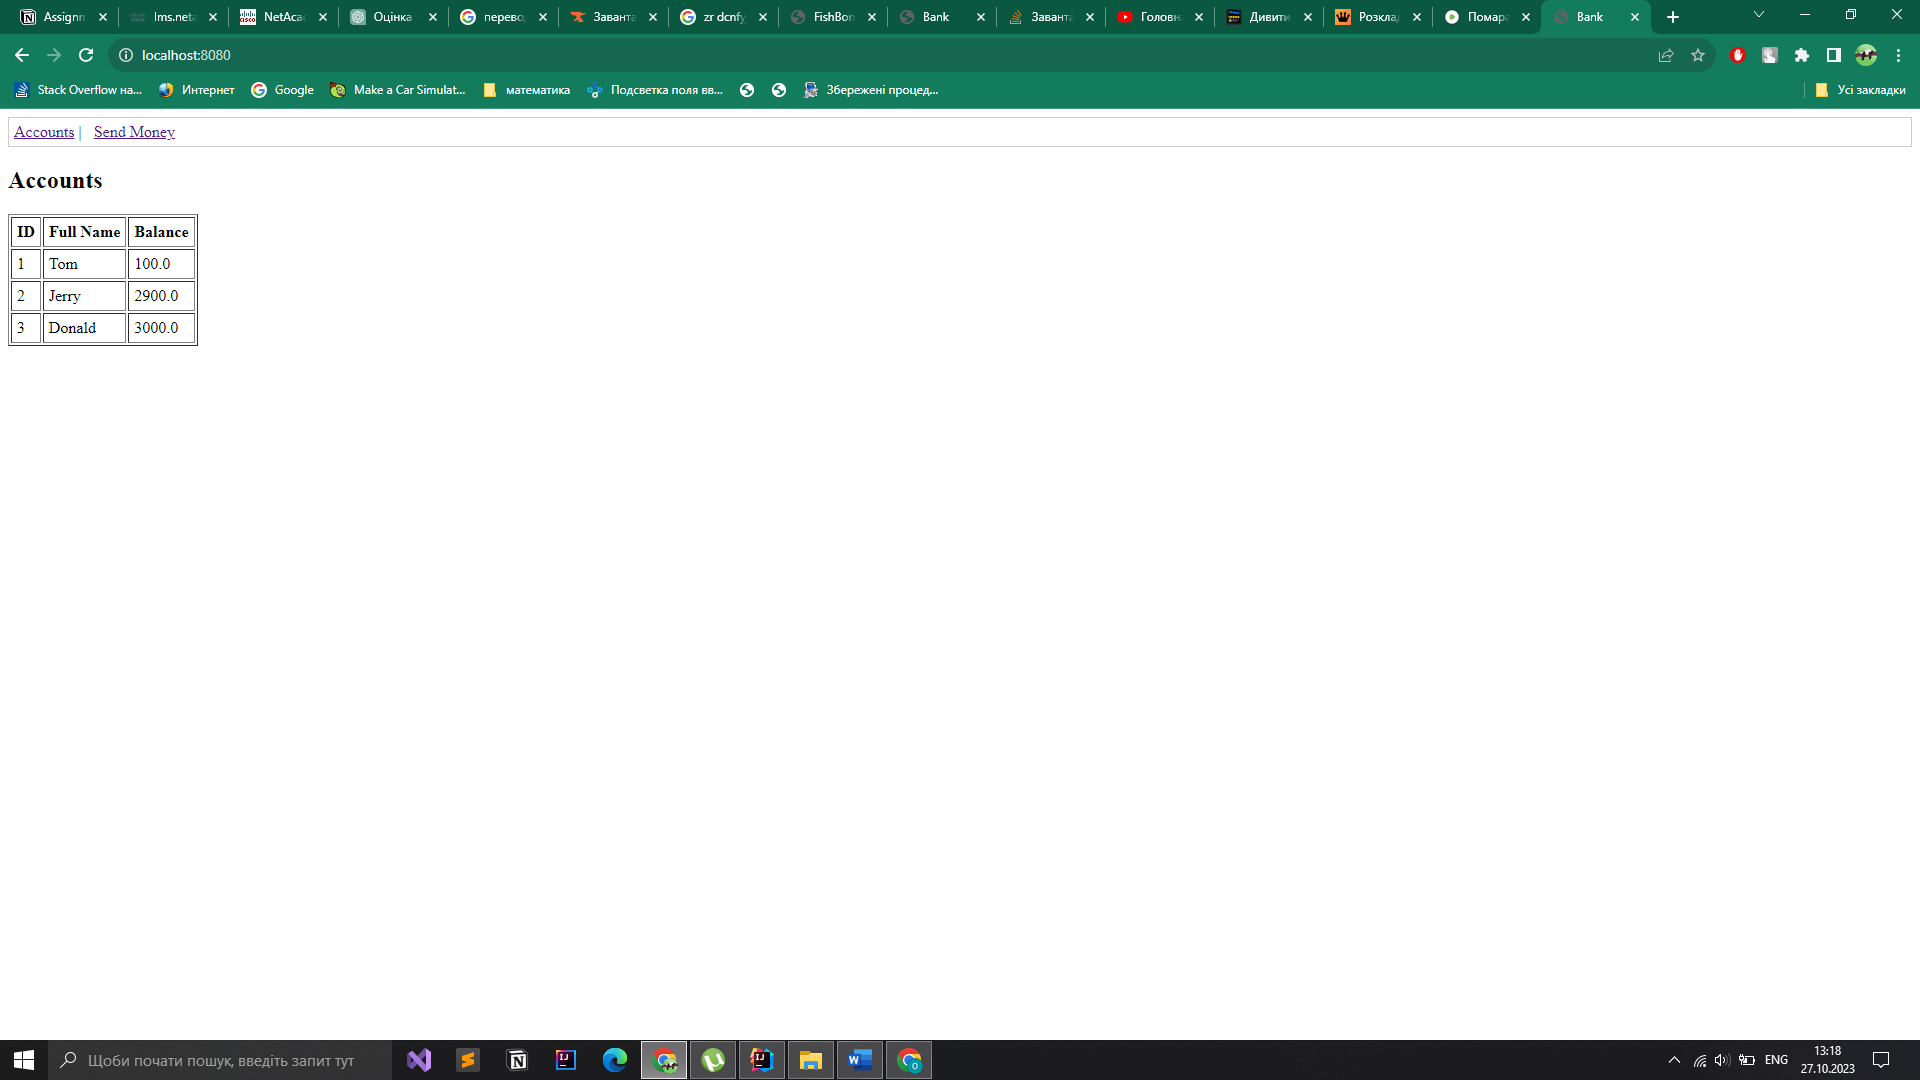 Assignm lms.neta NetAca Оцінка перево Заванта zr dcnfy FishBon Bank Заванта Головн Дивити Розклад Помара Bank
localhost:8080
Stack Overflow на... Интернет Google Make a Car Simulat... математика Подсветка поля вв... Збережені процед... Усі закладки
Accounts | Send Money
Accounts
ID Full Name Balance
1 Tom 100.0
2 Jerry 2900.0
3 Donald 3000.0
Щоби почати пошук, введіть запит тут
ENG
13:18
27.10.2023